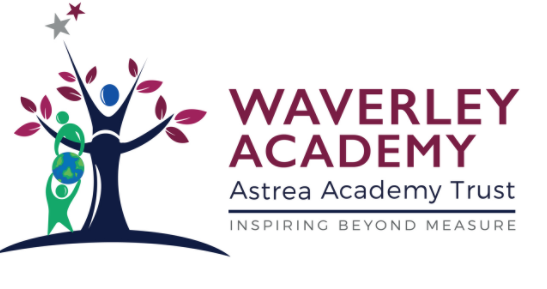 WAVERLEY
ACADEMY
Astrea Academy Trust
INSPIRING BEYOND MEASURE